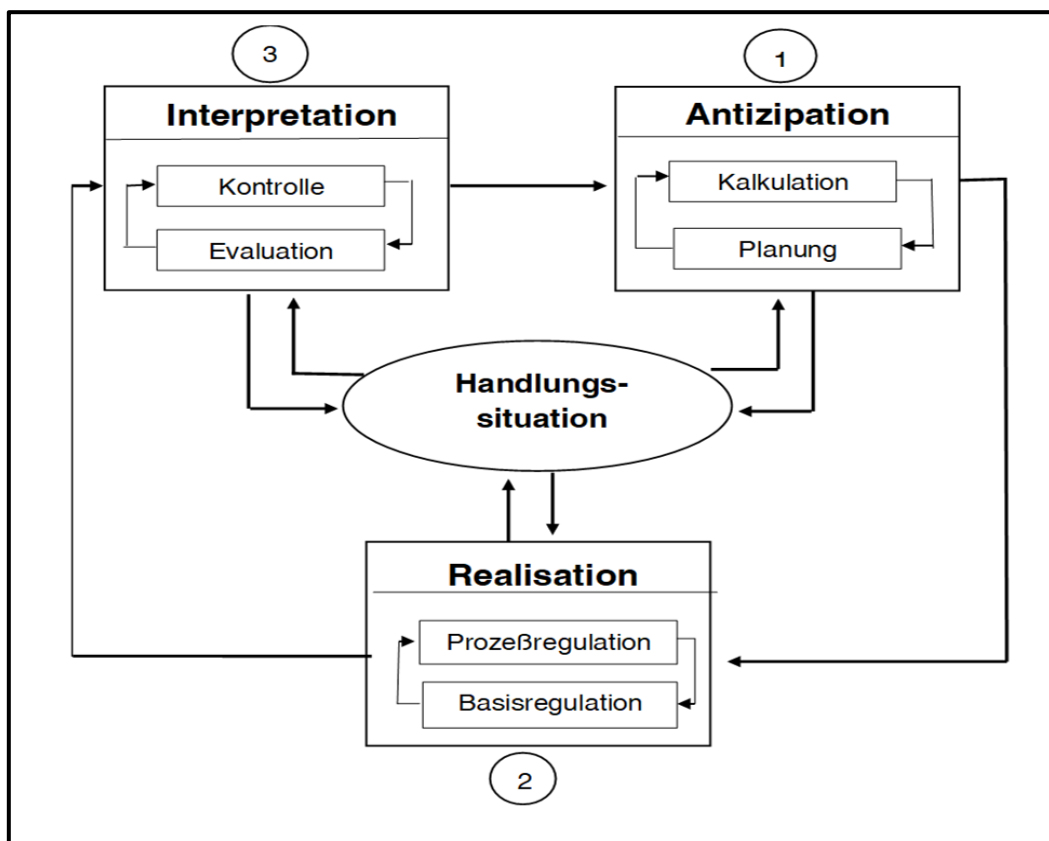 3
Interpretation
Kontrolle
Evaluation
1
Antizipation
Kalkulation
Planung
Handlungs-
situation
Realisation
Prozeßregulation
Basisregulation
2